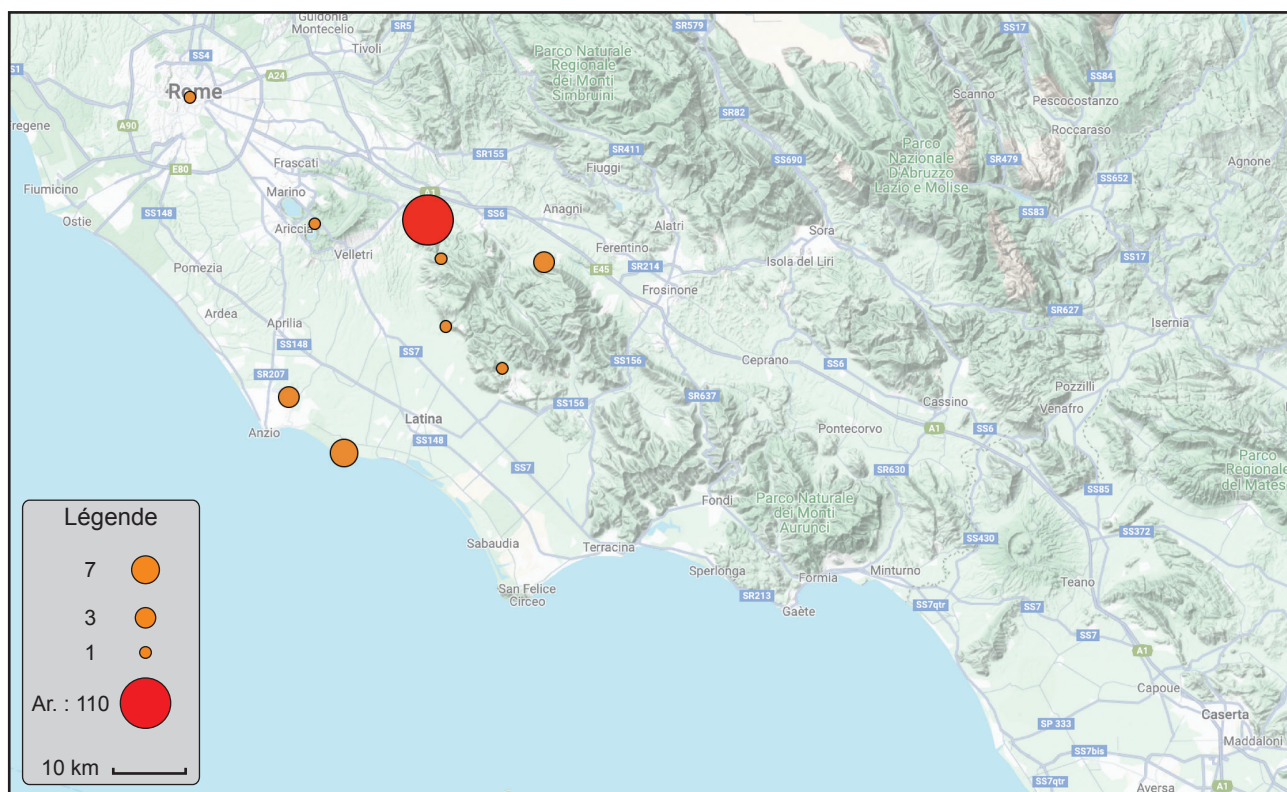 Guidonia
Montecelio
SR5
Tivoli
SS4
A24
S1
Rome
A90
E80
Fiumicino
Ostie
SS148
Frascati
Marino
Ariccia
Velletri
Pomezia
Ardea
Aprilia
SS148
SR207
Anzio
Latina
SS148
SS7
SS7
Parco Naturale
Regionale
dei Monti
Simbruini
SR155
SR411
Fiuggi
A1
SS6
Anagni
Alatri
Ferentino
SR214
E45
Frosinone
SS156
SS156
SR637
SR579
SR82
SS690
Sora
Isola del Liri
Ceprano
SS6
Parco
Nazionale
D'Abruzzo
Lazio e Molise
SS17
SS84
Scanno
Pescocostanzo
Roccaraso
SR479
SS652
Agnone
SS83
SS17
SR627
Isernia
Pozzilli
Venafro
Cassino
A1
SS6
Pontecorvo
SR630
SS85
Parco
Regionale
del Mates
Fondi
Parco Naturale
dei Monti
Aurunci
SS430
SS372
Sabaudia
San Felice
Circeo
Terracina
Sperlonga
SR213
Formia
Gaète
Minturno
Teano
SS7qtr
SS7
SS7
A1
Capoue
Caserta
Maddaloni
SP 333
SS7bis
SS7qtr
Aversa
A1
Légende
7
3
1
Ar. : 110
10 km